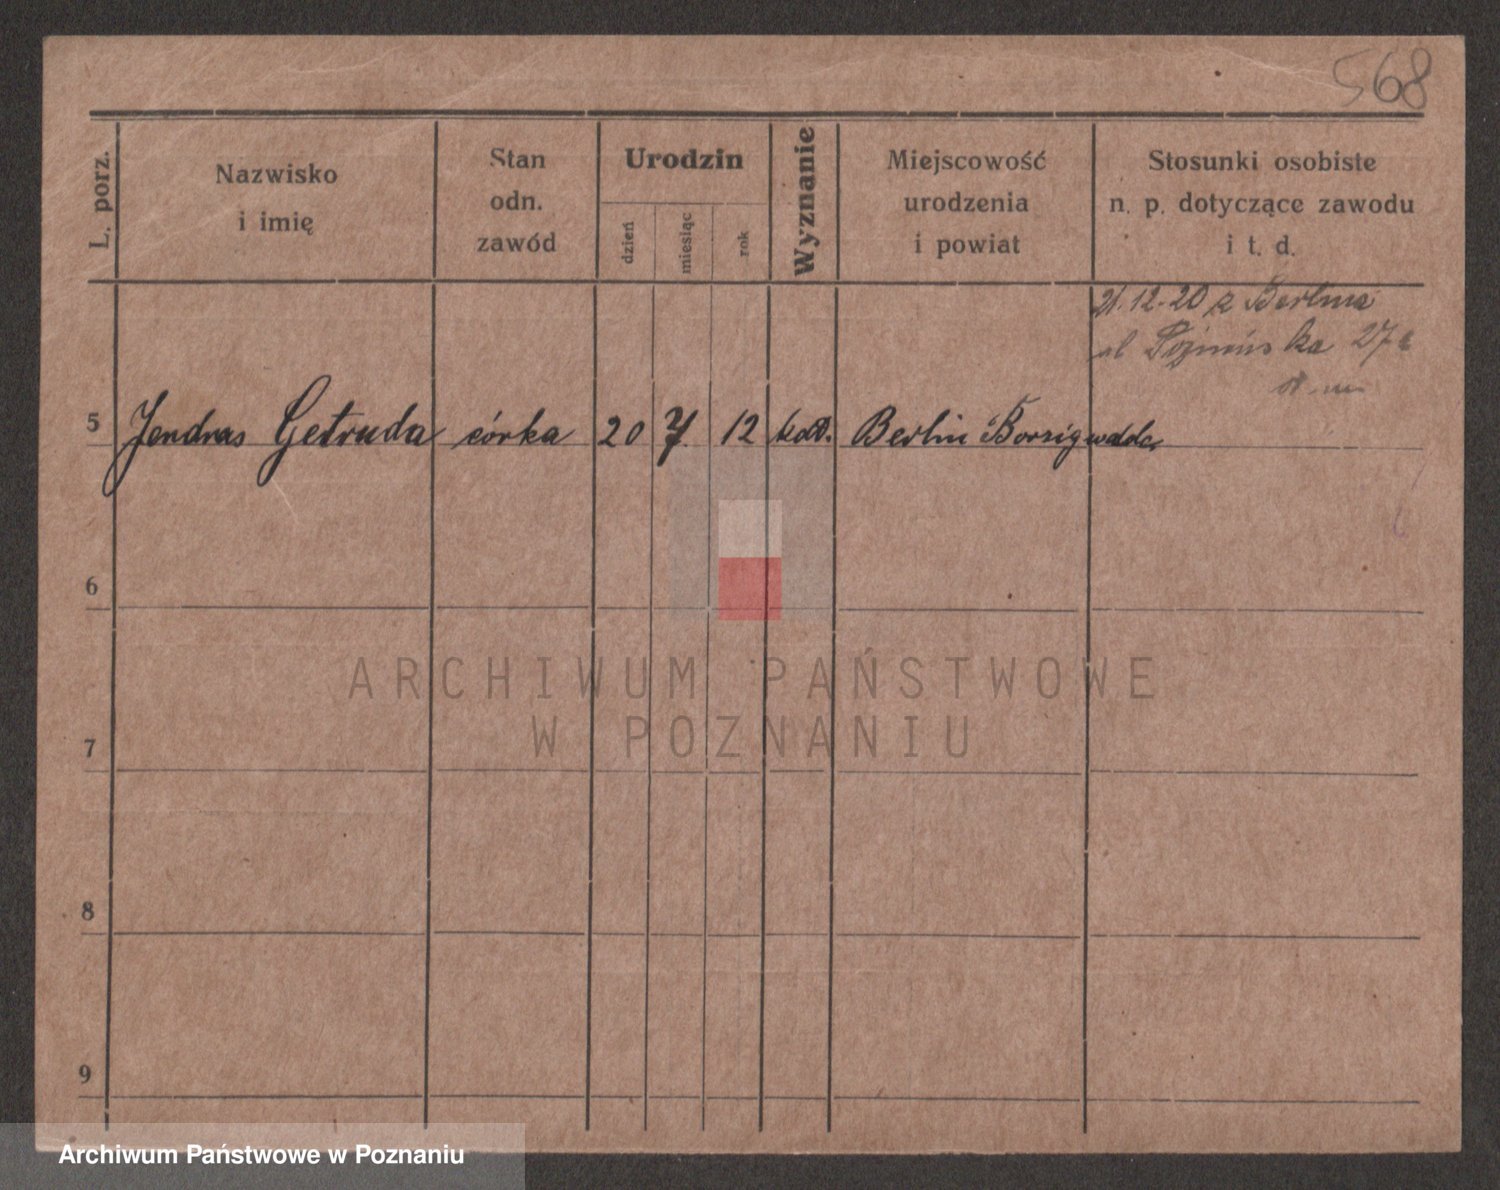 568
L. porz.
Nazwisko
i imię
Stan
odn.
zawód
Urodzin
dzień
miesiąc
rok
Wyznanie
Miejscowość
urodzenia
i powiat
Stosunki osobiste
n. p. dotyczące zawodu
i t. d.
21.12.20 z Berlina
ul 27a
5 Jendras Getruda córka 20 7. 12 kat. Berlin Borsigwalde
6
7
8
9
ARCHIWUM PAŃSTWOWE
W POZNANIU
Archiwum Państwowe w Poznaniu